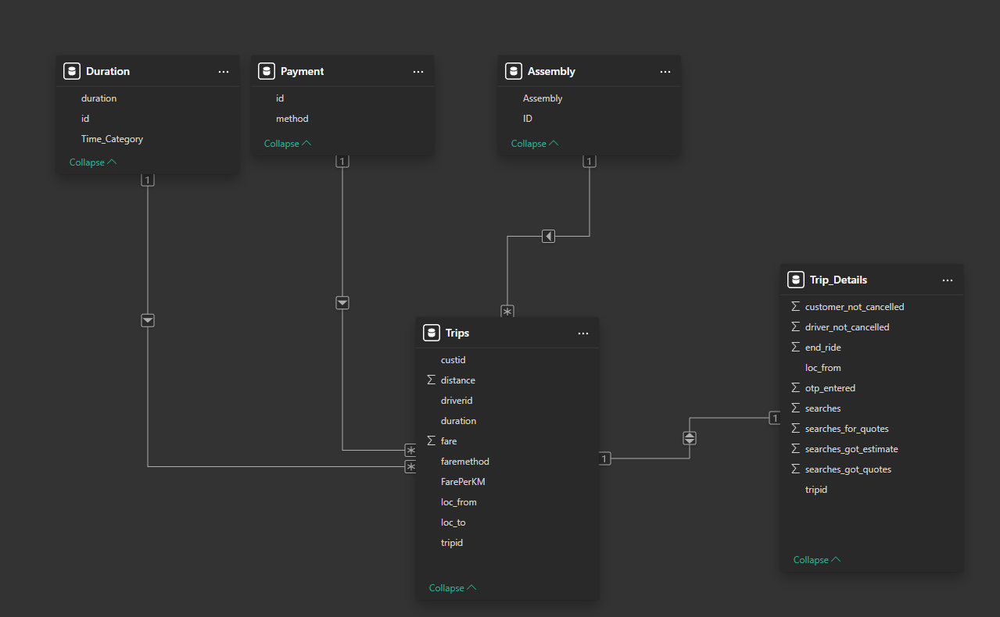 Duration
duration
id
Time_Category
Collapse
Payment
id
method
Collapse
Assembly
Assembly
ID
Collapse
1
1
1
*
Trips
custid
Σ distance
driverid
duration
Σ fare
faremethod
FarePerKM
loc_from
loc_to
tripid
Collapse
*
*
1
1
Trip_Details
Σ customer_not_cancelled
Σ driver_not_cancelled
Σ end_ride
loc_from
Σ otp_entered
Σ searches
Σ searches_for_quotes
Σ searches_got_estimate
Σ searches_got_quotes
tripid
Collapse